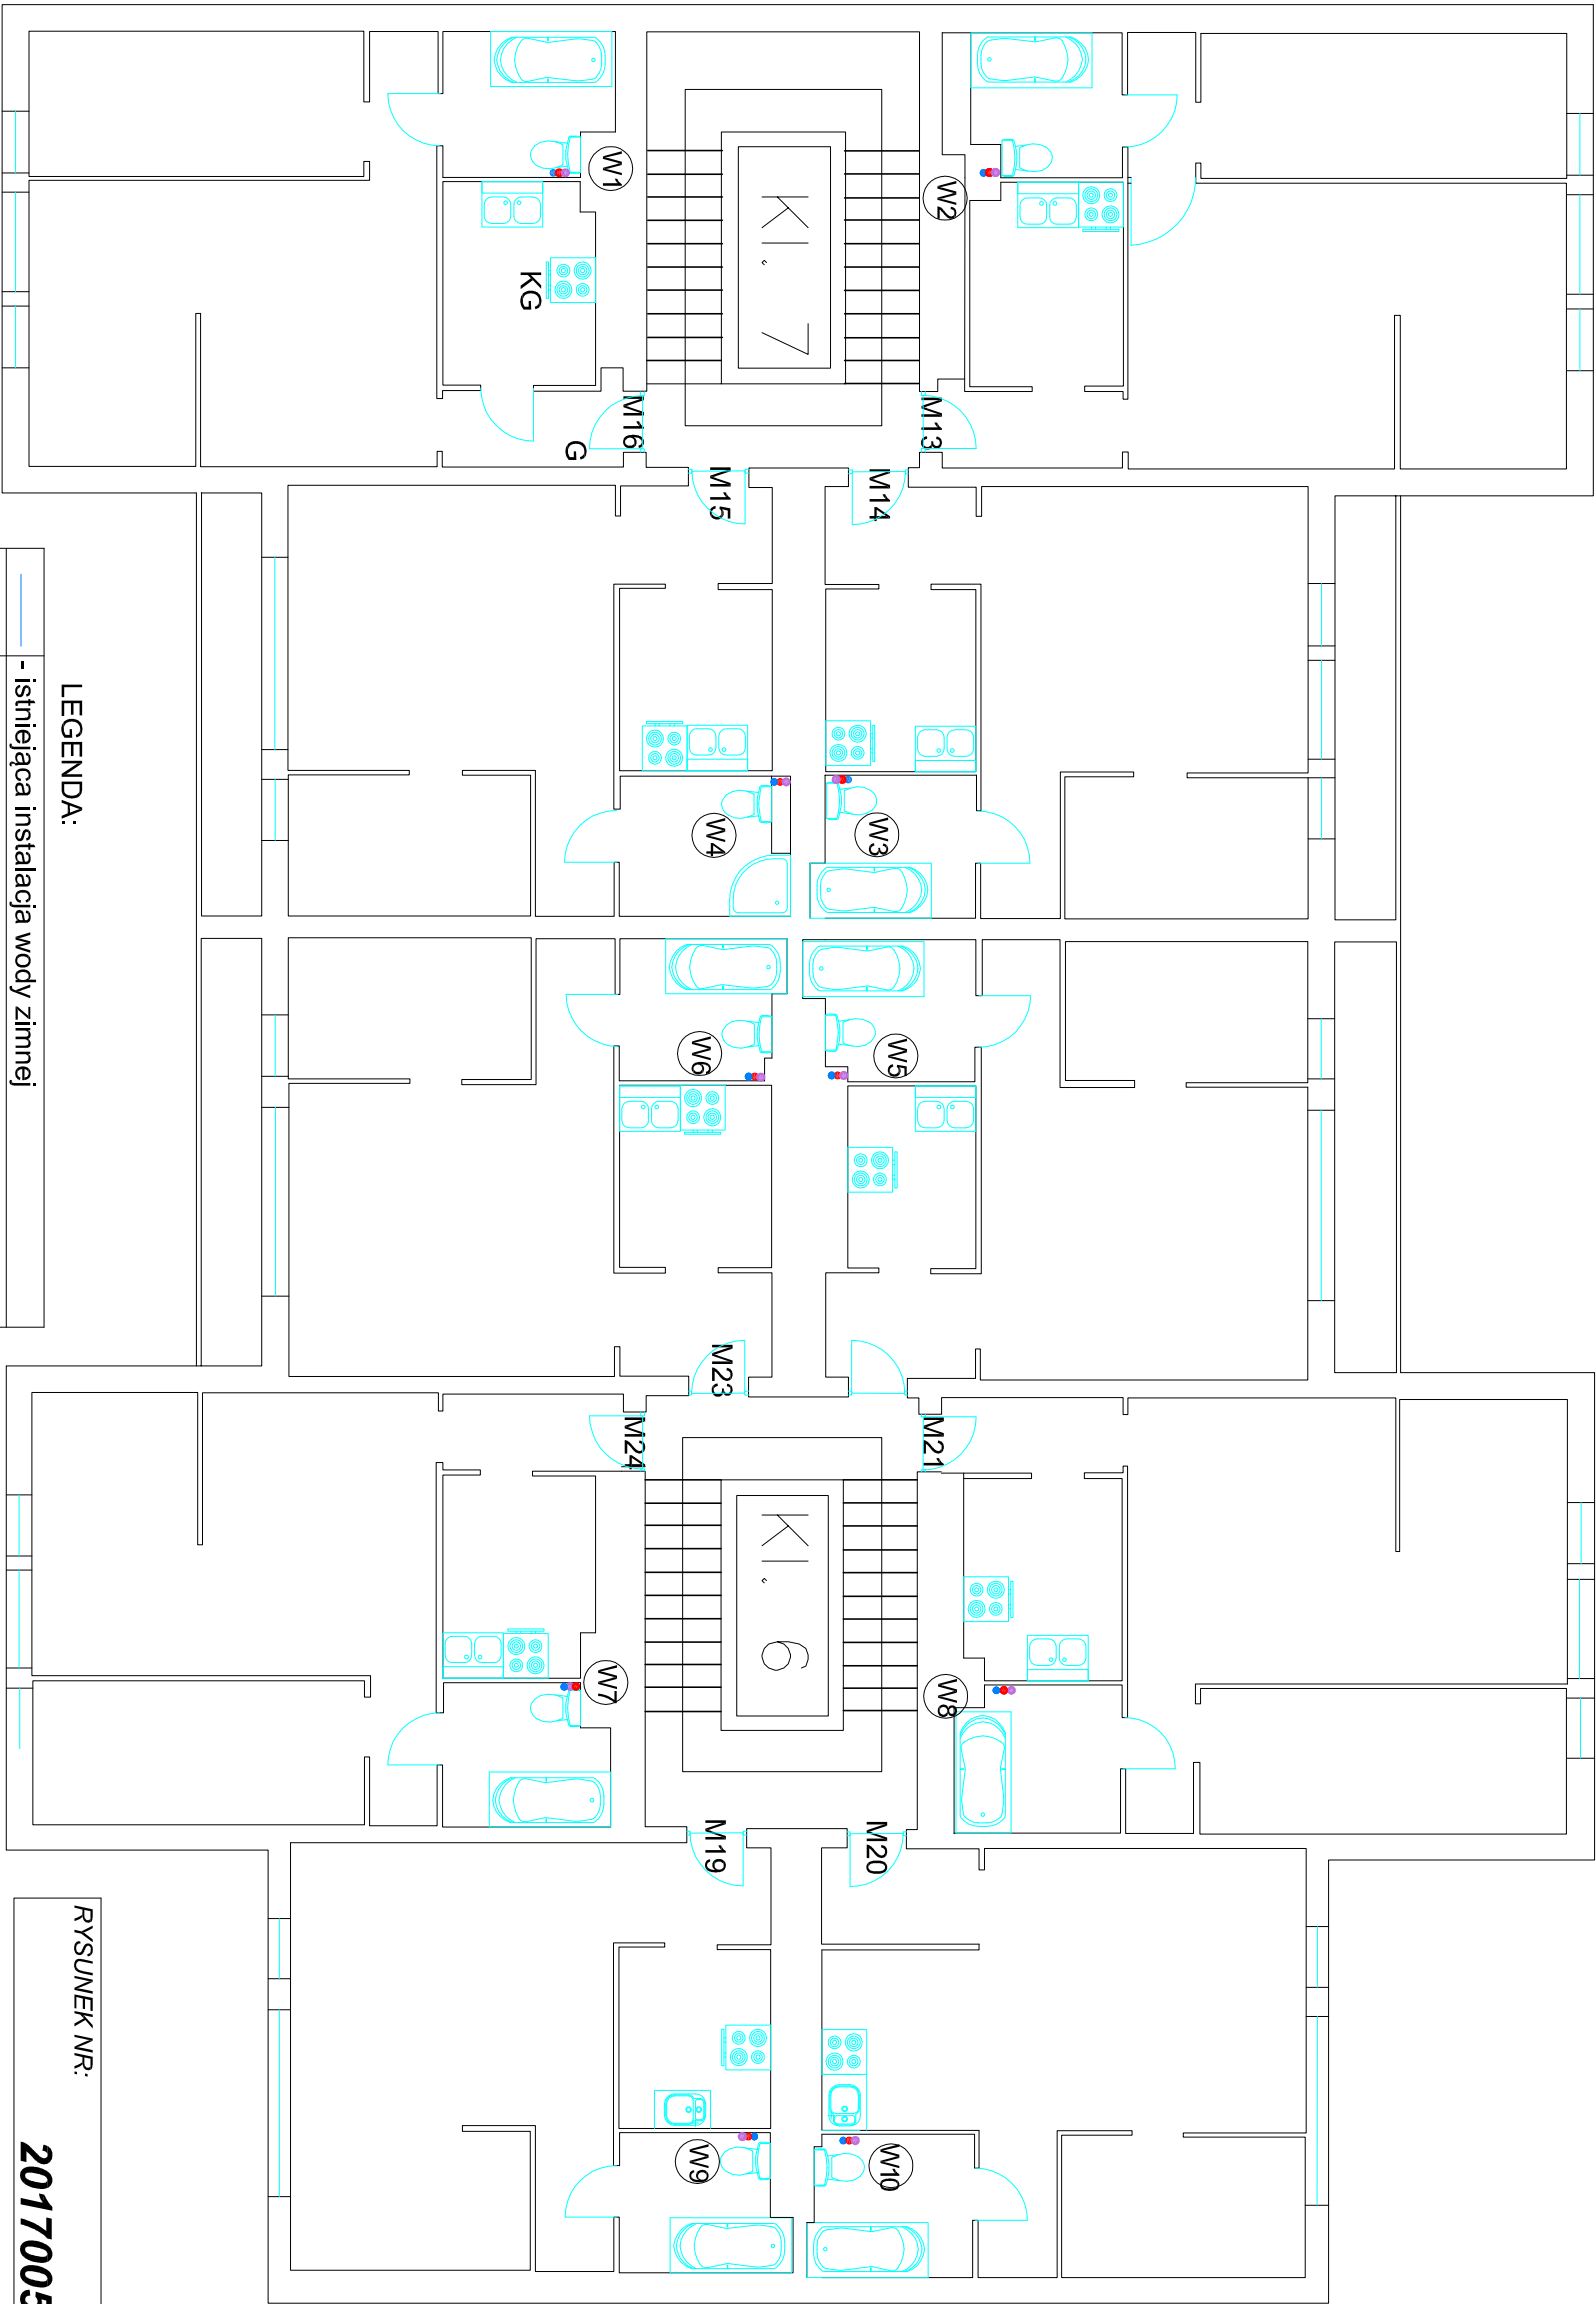 Kl. 7
W1
W2
KG
G
M16
M13
M15
M14
W4
W3
W6
W5
M23
M24
M21
Kl. 6
W7
W8
M19
M20
W9
W10
LEGENDA:
- istniejąca instalacja wody zimnej
RYSUNEK NR:
2017005